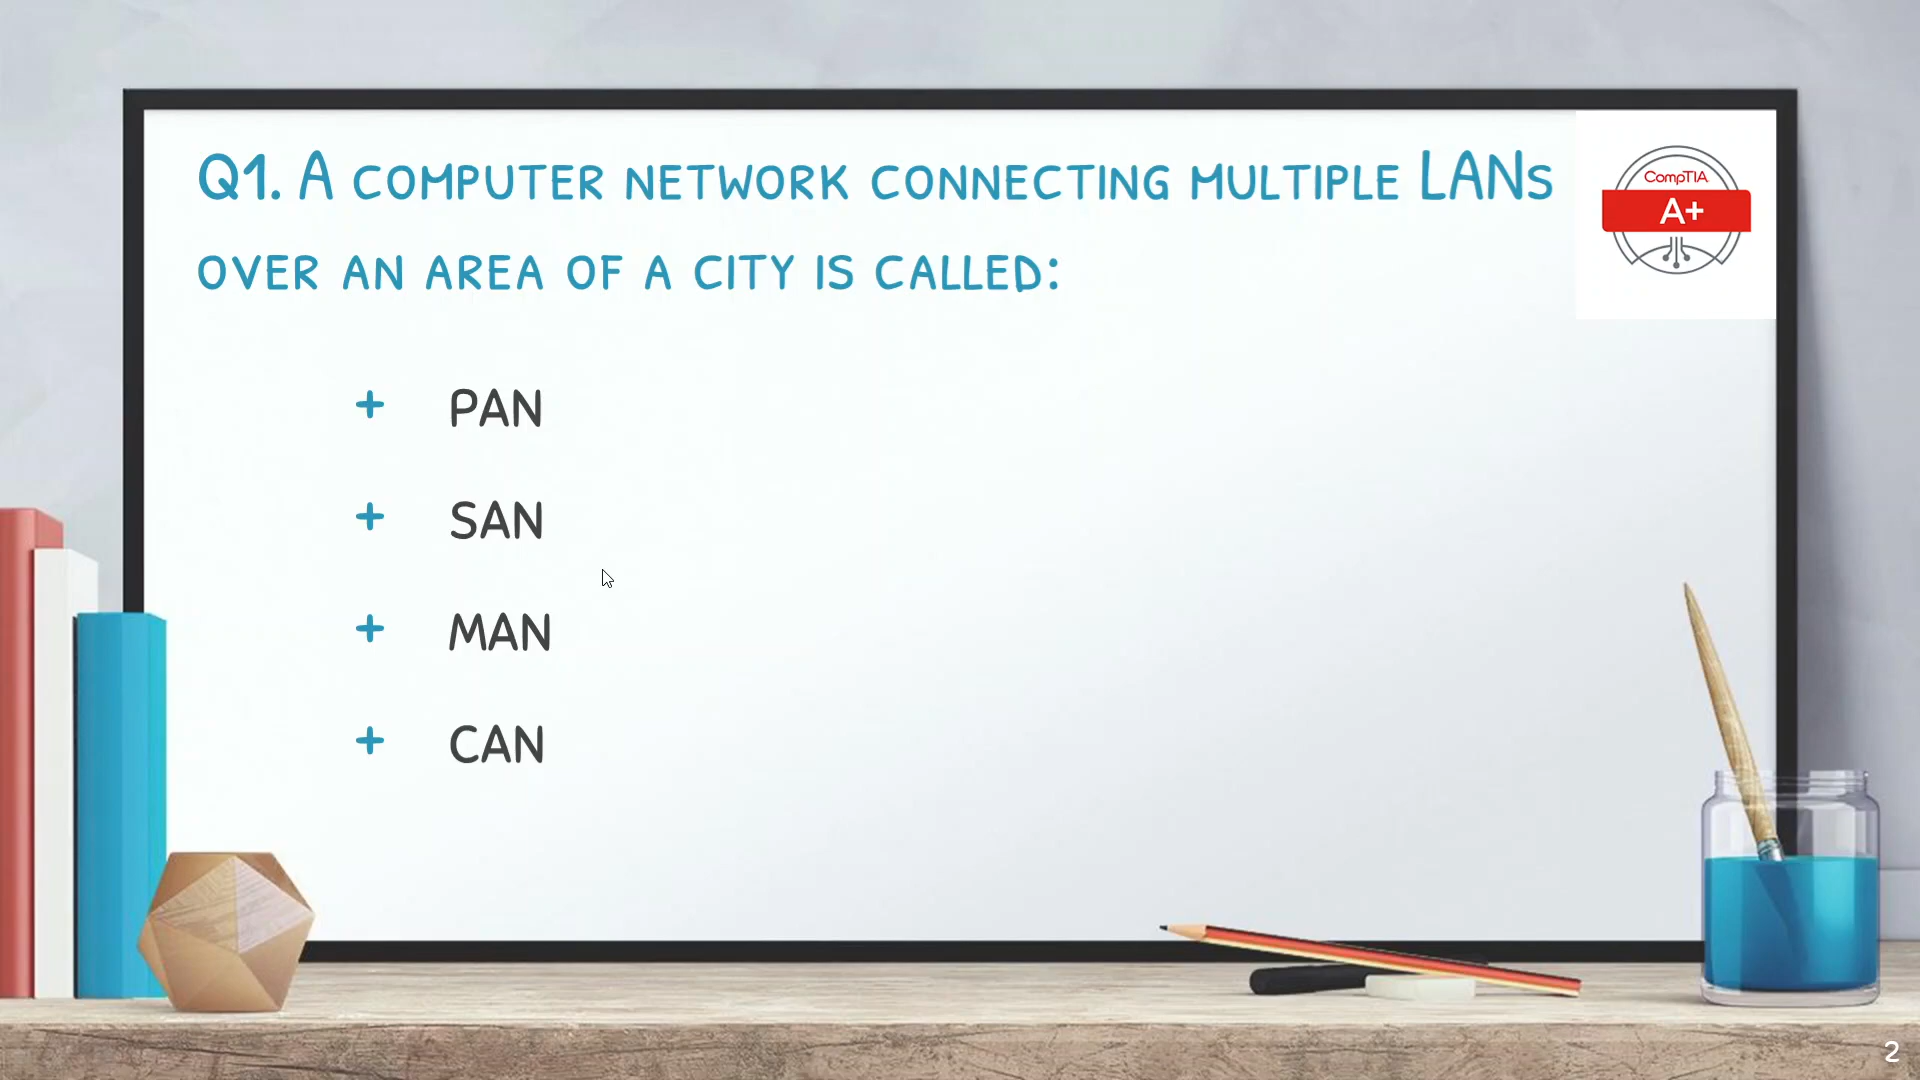 Q1. A COMPUTER NETWORK CONNECTING MULTIPLE LANS
OVER AN AREA OF A CITY IS CALLED:
CompTIA
A+
+ PAN
+ SAN
+ MAN
+ CAN
2